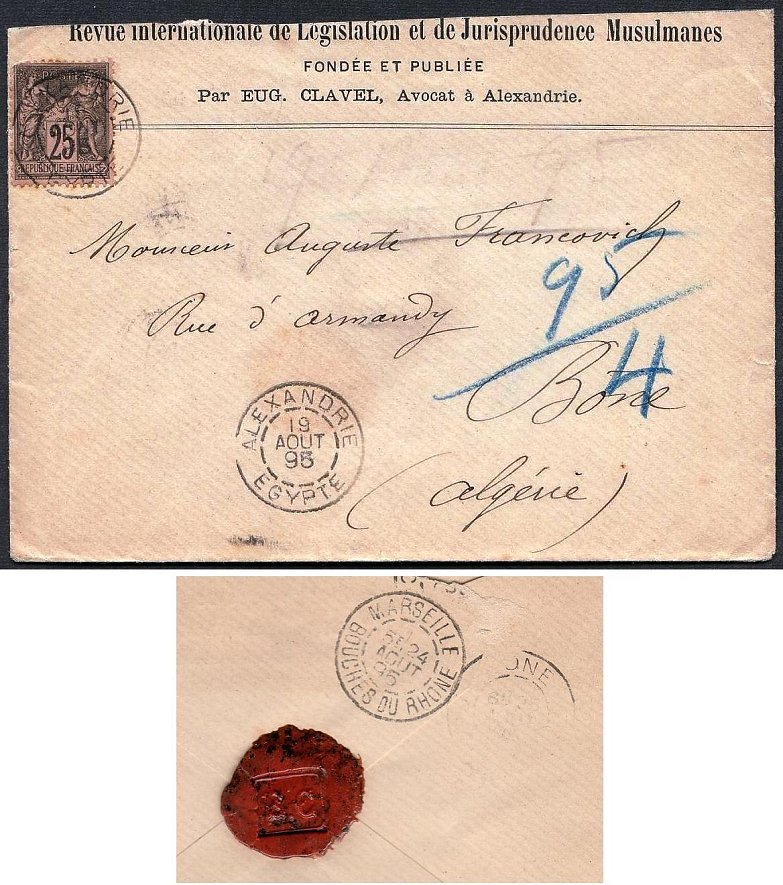 Revue internationale de Législation et de Jurisprudence Musulmanes
FONDÉE ET PUBLIÉE
Par EUG. CLAVEL, Avocat à Alexandrie.
25
REPUBLIQUE FRANÇAISE
Monsieur Auguste Francovich
Rue d'armandy
95
4
Bône
(algérie)
ALEXANDRIE
19
AOUT
95
EGYPTE
MARSEILLE
24
AOUT
95
BOUCHES DU RHONE
ONE